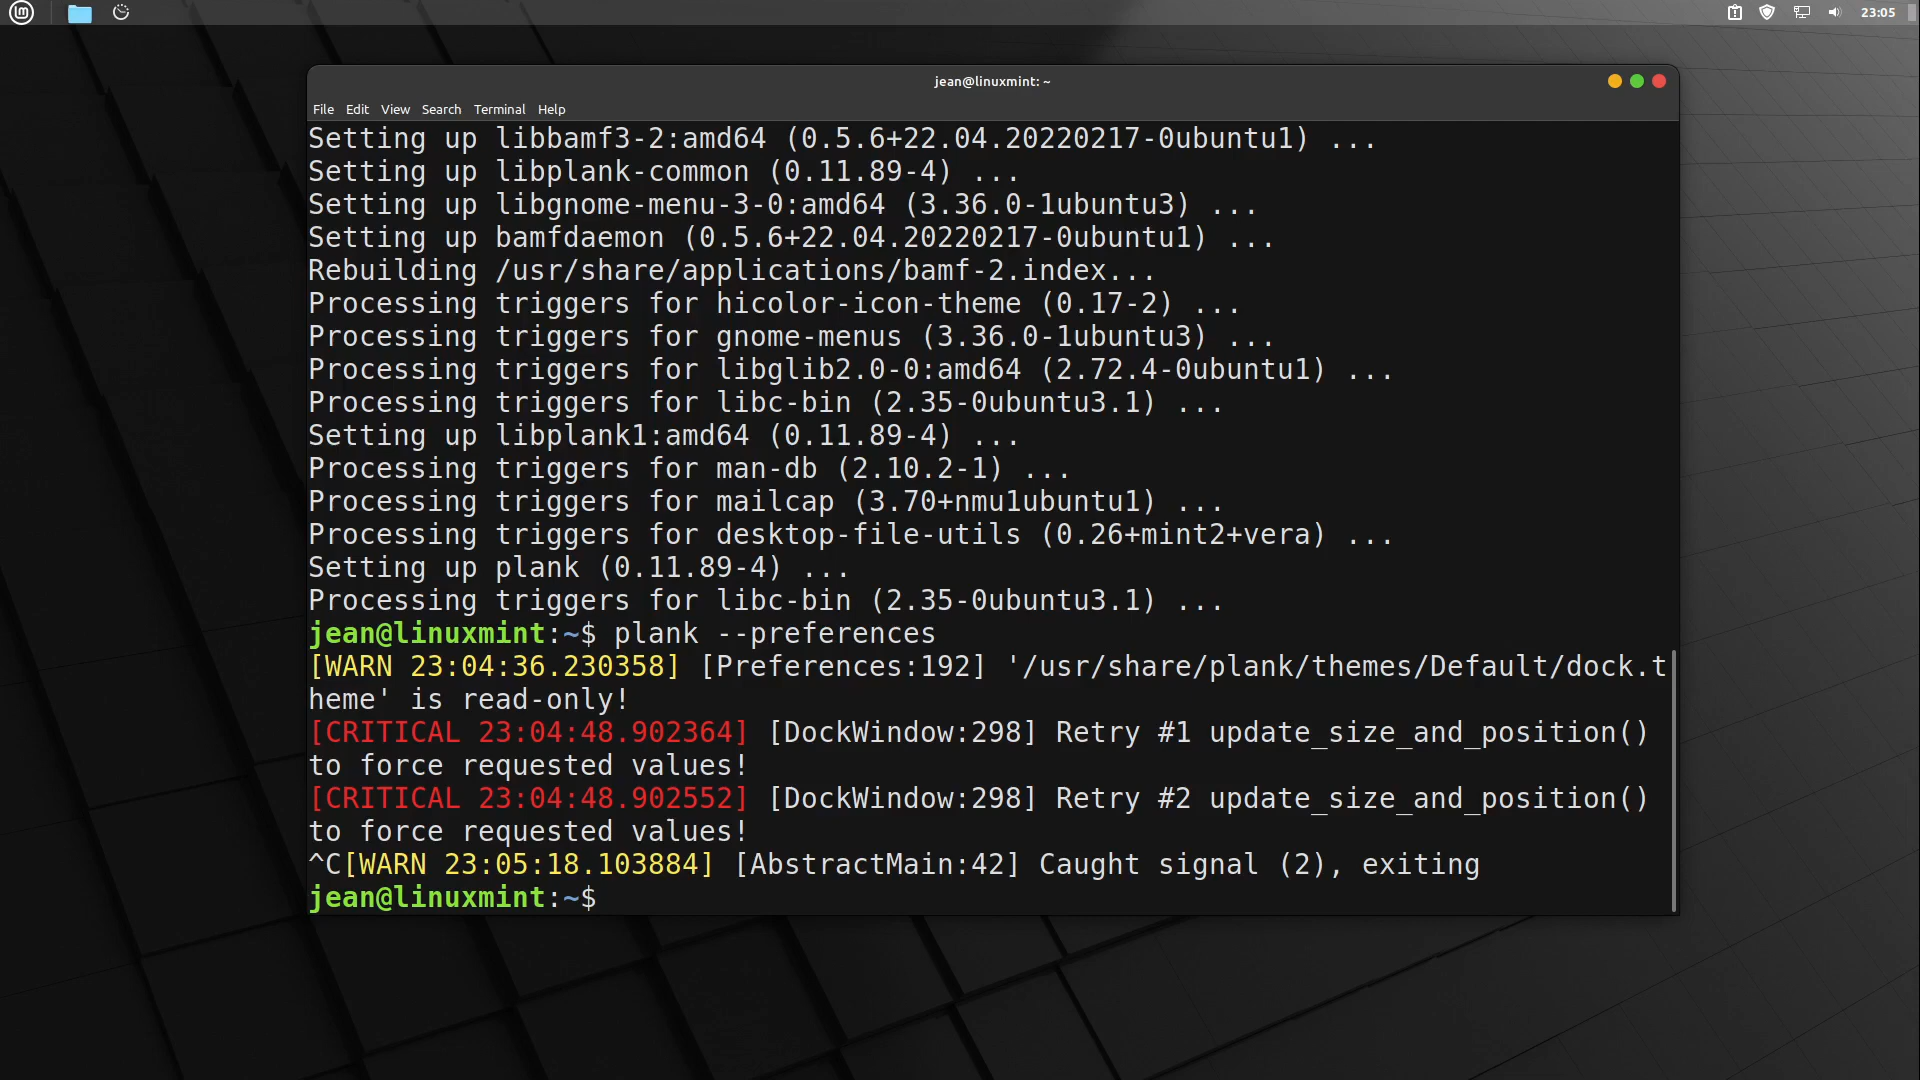 23:05
jean@linuxmint: ~
File Edit View Search Terminal Help
Setting up libbamf3-2:amd64 (0.5.6+22.04.20220217-0ubuntu1) ...
Setting up libplank-common (0.11.89-4) ...
Setting up libgnome-menu-3-0:amd64 (3.36.0-1ubuntu3) ...
Setting up bamfdaemon (0.5.6+22.04.20220217-0ubuntu1) ...
Rebuilding /usr/share/applications/bamf-2.index...
Processing triggers for hicolor-icon-theme (0.17-2) ...
Processing triggers for gnome-menus (3.36.0-1ubuntu3) ...
Processing triggers for libglib2.0-0:amd64 (2.72.4-0ubuntu1) ...
Processing triggers for libc-bin (2.35-0ubuntu3.1) ...
Setting up libplank1:amd64 (0.11.89-4) ...
Processing triggers for man-db (2.10.2-1) ...
Processing triggers for mailcap (3.70+nmu1ubuntu1) ...
Processing triggers for desktop-file-utils (0.26+mint2+vera) ...
Setting up plank (0.11.89-4) ...
Processing triggers for libc-bin (2.35-0ubuntu3.1) ...
jean@linuxmint:~$ plank --preferences
[WARN 23:04:36.230358] [Preferences:192] '/usr/share/plank/themes/Default/dock.t
heme' is read-only!
[CRITICAL 23:04:48.902364] [DockWindow:298] Retry #1 update_size_and_position()
to force requested values!
[CRITICAL 23:04:48.902552] [DockWindow:298] Retry #2 update_size_and_position()
to force requested values!
^C[WARN 23:05:18.103884] [AbstractMain:42] Caught signal (2), exiting
jean@linuxmint:~$